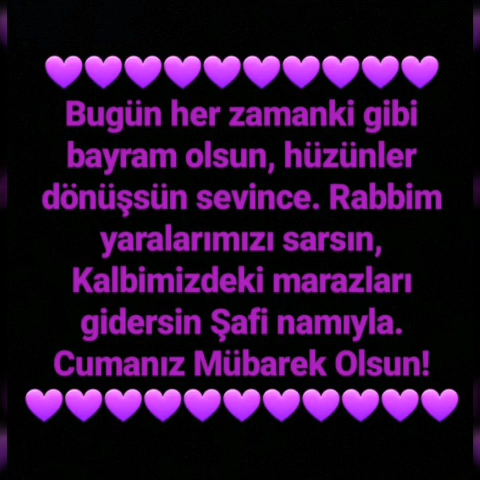 💜💜💜💜💜💜💜💜💜💜
Bugün her zamanki gibi
bayram olsun, hüzünler
dönüşsün sevince. Rabbim
yaralarımızı sarsın,
Kalbimizdeki marazları
gidersin Şafi namıyla.
Cumanız Mübarek Olsun!
💜💜💜💜💜💜💜💜💜💜💜